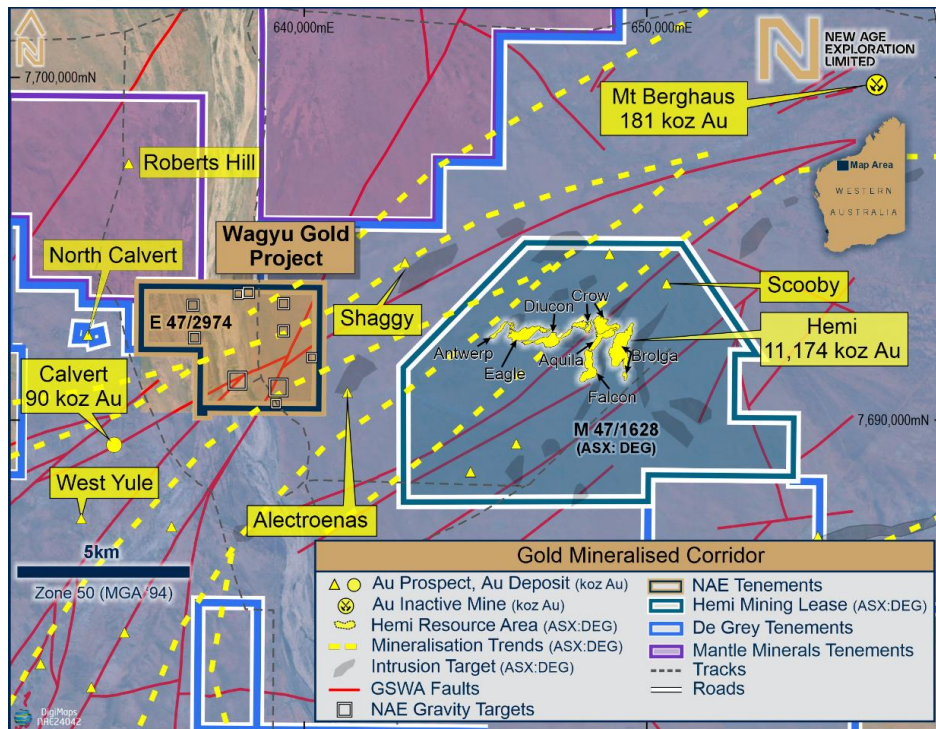 N
640,000mE
650,000mE
7,700,000mN
N
NEW AGE
EXPLORATION
LIMITED
Mt Berghaus
181 koz Au
Map Area
WESTERN
AUSTRALIA
Roberts Hill
Wagyu Gold
Project
North Calvert
E 47/2974
Shaggy
Scooby
Diucon
Crow
Antwerp
Eagle
Aquila
Brolga
Falcon
Hemi
11,174 koz Au
Calvert
90 koz Au
M 47/1628
(ASX: DEG)
7,690,000mN
West Yule
Alectroenas
5km
Zone 50 (MGA '94)
Gold Mineralised Corridor
Au Prospect, Au Deposit (koz Au)
Au Inactive Mine (koz Au)
Hemi Resource Area (ASX:DEG)
Mineralisation Trends (ASX:DEG)
Intrusion Target (ASX:DEG)
GSWA Faults
NAE Gravity Targets
NAE Tenements
Hemi Mining Lease (ASX:DEG)
De Grey Tenements
Mantle Minerals Tenements
Tracks
Roads
DigiMaps
NAE24042